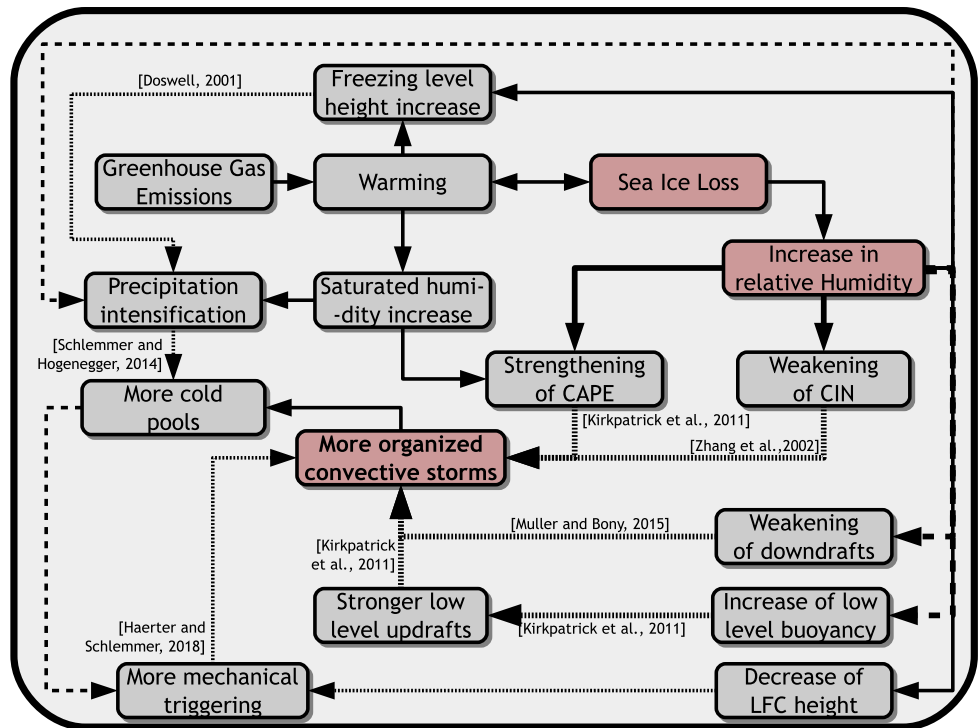 [Doswell, 2001]
Freezing level
height increase
Greenhouse Gas
Emissions
Warming
Sea Ice Loss
Increase in
relative Humidity
Precipitation
intensification
Saturated humi-
-dity increase
[Schlemmer and
Hogenegger, 2014]
Strengthening
of CAPE
Weakening
of CIN
More cold
pools
[Kirkpatrick et al., 2011]
[Zhang et al.,2002]
More organized
convective storms
[Muller and Bony, 2015]
Weakening
of downdrafts
[Kirkpatrick
et al., 2011]
Stronger low
level updrafts
[Kirkpatrick et al., 2011]
Increase of low
level buoyancy
[Haerter and
Schlemmer, 2018]
More mechanical
triggering
Decrease of
LFC height